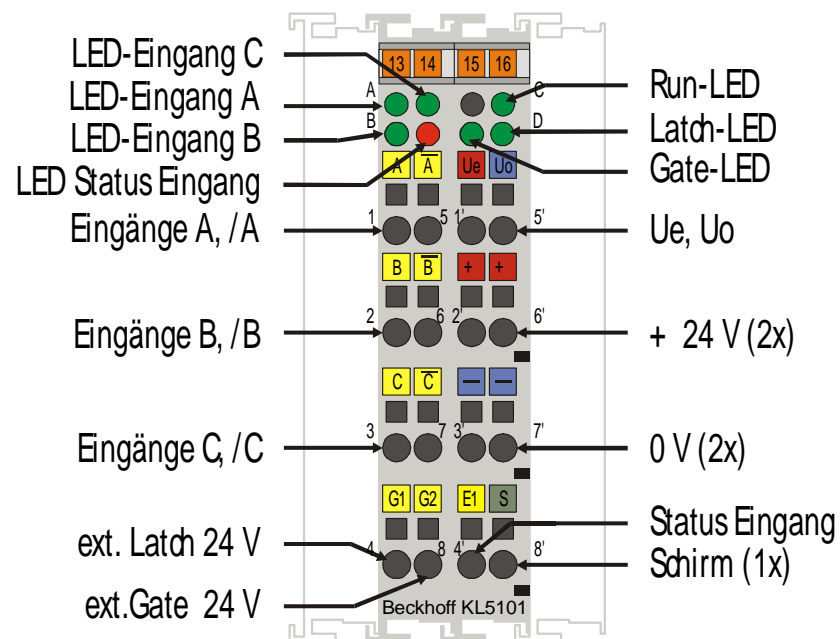 LED-Eingang C
LED-Eingang A
LED-Eingang B
LED Status Eingang
Eingänge A, /A
Eingänge B, /B
Eingänge C, /C
ext. Latch 24 V
ext.Gate 24 V
13 14 15 16
A C
B D
A A̅ Ue Uo
1 5 1' 5'
B B̅ + +
2 6 2' 6'
C C̅ — —
3 7 3' 7'
G1 G2 E1 S
4 8 4' 8'
Beckhoff KL5101
Run-LED
Latch-LED
Gate-LED
Ue, Uo
+ 24 V (2x)
0 V (2x)
Status Eingang
Schirm (1x)